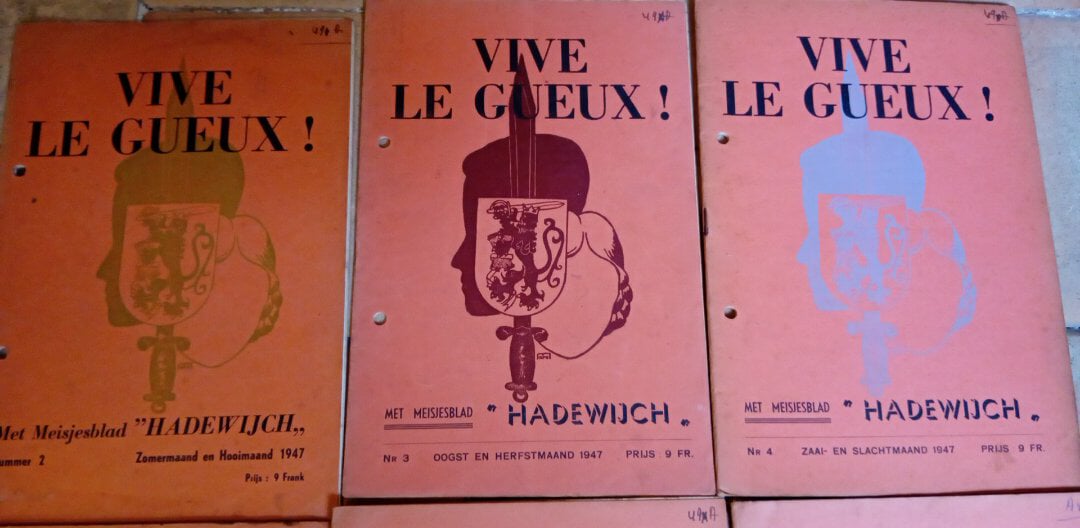 VIVE
LE GUEUX !
Met Meisjesblad "HADEWIJCH„
ummer 2 Zomermaand en Hooimaand 1947
Prijs : 9 Frank
VIVE
LE GUEUX !
MET MEISJESBLAD " HADEWIJCH „
NR 3 OOGST EN HERFSTMAAND 1947 PRIJS 9 FR.
VIVE
LE GUEUX !
MET MEISJESBLAD " HADEWIJCH „
NR 4 ZAAI- EN SLACHTMAAND 1947 PRIJS 9 FR.